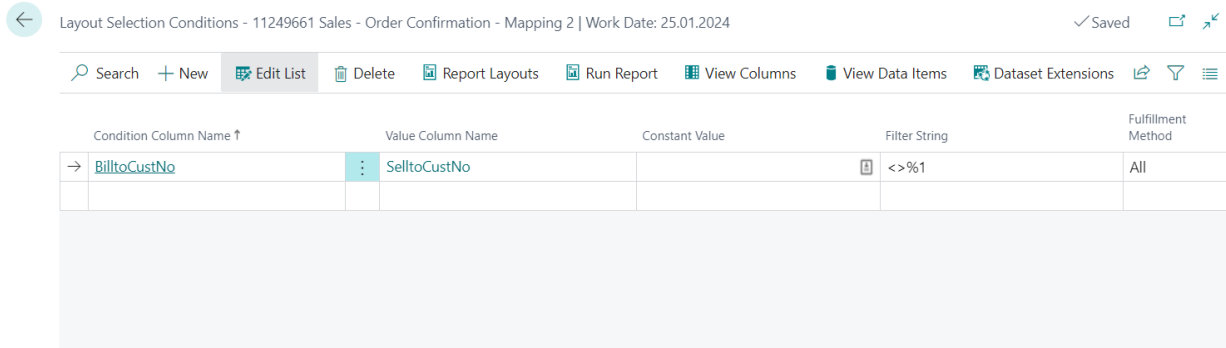 Layout Selection Conditions - 11249661 Sales - Order Confirmation - Mapping 2 | Work Date: 25.01.2024
Saved
Search
New
Edit List
Delete
Report Layouts
Run Report
View Columns
View Data Items
Dataset Extensions
Condition Column Name ↑
Value Column Name
Constant Value
Filter String
Fulfillment
Method
BilltoCustNo
SelltoCustNo
<>%1
All